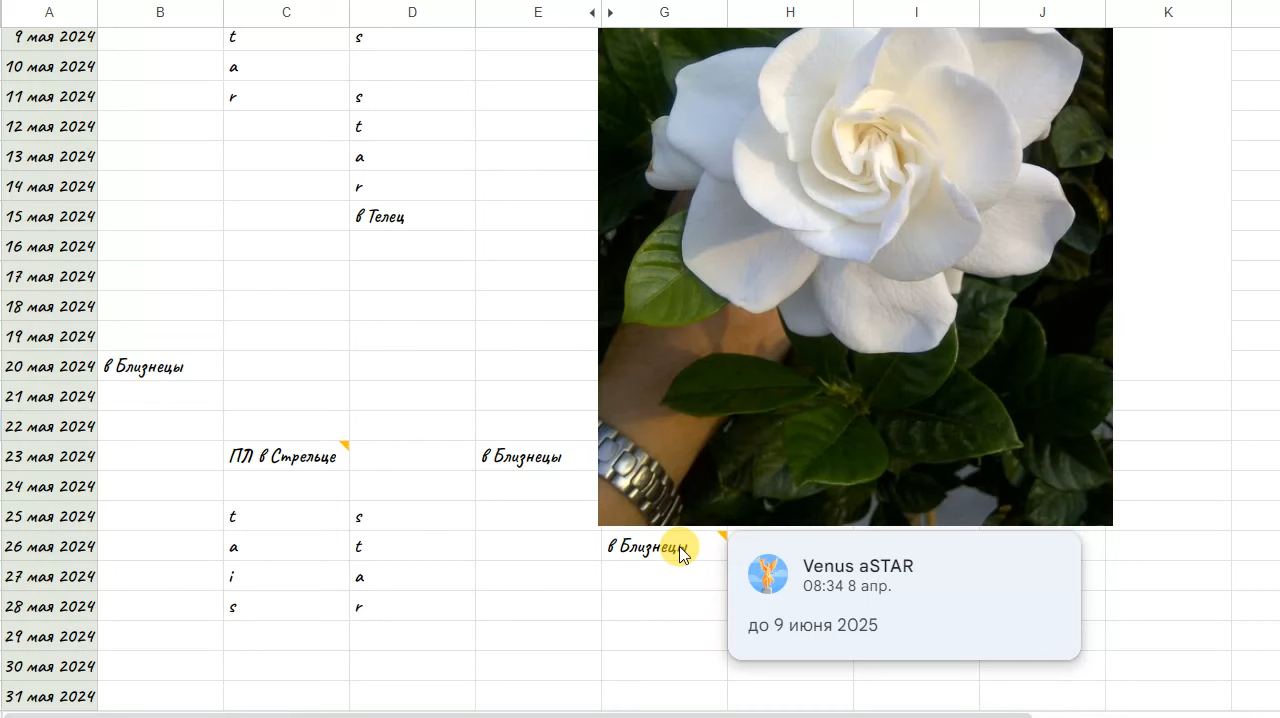 A B C D E G H I J K
9 мая 2024 t s
10 мая 2024 a
11 мая 2024 r s
12 мая 2024 t
13 мая 2024 a
14 мая 2024 r
15 мая 2024 в Телец
16 мая 2024
17 мая 2024
18 мая 2024
19 мая 2024
20 мая 2024 в Близнецы
21 мая 2024
22 мая 2024
23 мая 2024 ПЛ в Стрельце в Близнецы
24 мая 2024
25 мая 2024 t s
26 мая 2024 a t в Близнецы
27 мая 2024 i a
28 мая 2024 s r
29 мая 2024
30 мая 2024
31 мая 2024
Venus aSTAR
08:34 8 апр.
до 9 июня 2025